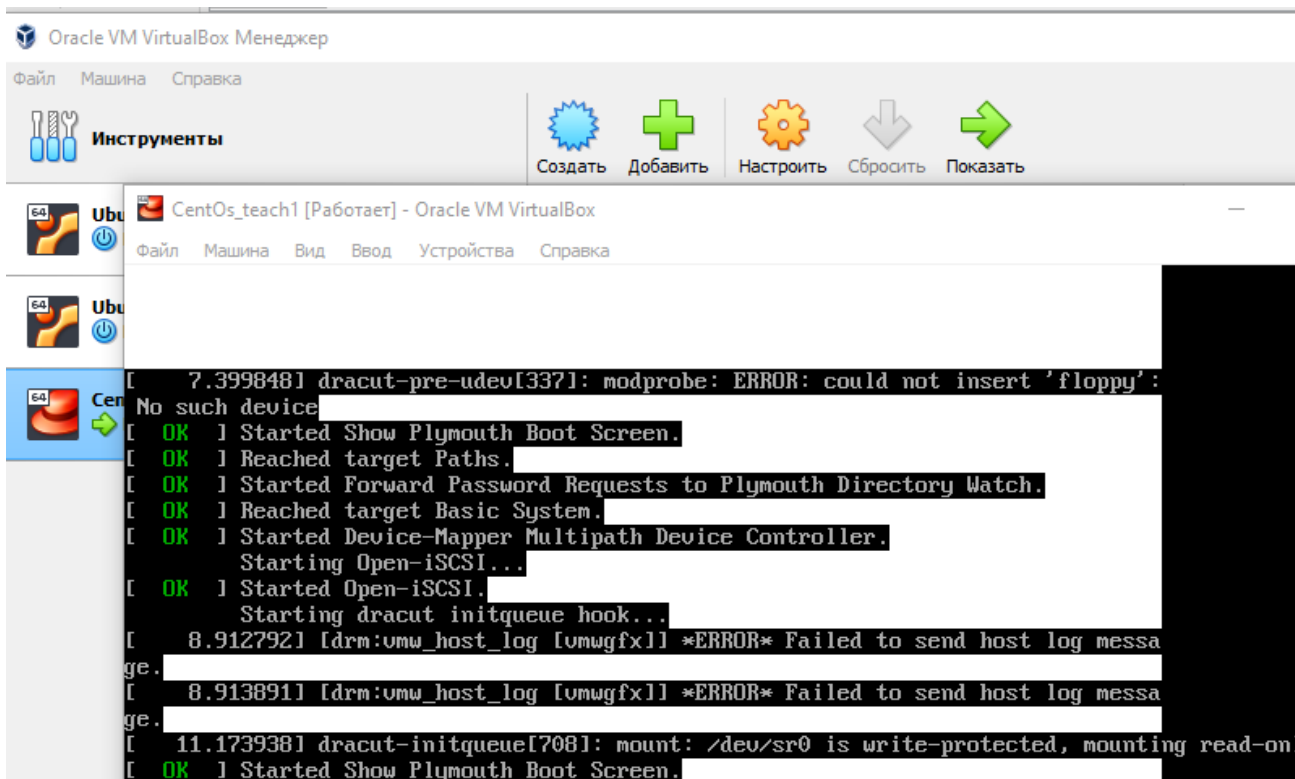 Oracle VM VirtualBox Менеджер
Файл Машина Справка
Инструменты
Создать Добавить Настроить Сбросить Показать
64
Ubu
CentOs_teach1 [Работает] - Oracle VM VirtualBox
Файл Машина Вид Ввод Устройства Справка
64
Ubu
64
Cen
[    7.399848] dracut-pre-udev[337]: modprobe: ERROR: could not insert 'floppy':
No such device
[  OK  ] Started Show Plymouth Boot Screen.
[  OK  ] Reached target Paths.
[  OK  ] Started Forward Password Requests to Plymouth Directory Watch.
[  OK  ] Reached target Basic System.
[  OK  ] Started Device-Mapper Multipath Device Controller.
Starting Open-iSCSI...
[  OK  ] Started Open-iSCSI.
Starting dracut initqueue hook...
[    8.912792] [drm:vmw_host_log [vmwgfx]] *ERROR* Failed to send host log messa
ge.
[    8.913891] [drm:vmw_host_log [vmwgfx]] *ERROR* Failed to send host log messa
ge.
[   11.173938] dracut-initqueue[708]: mount: /dev/sr0 is write-protected, mounting read-on
[  OK  ] Started Show Plymouth Boot Screen.